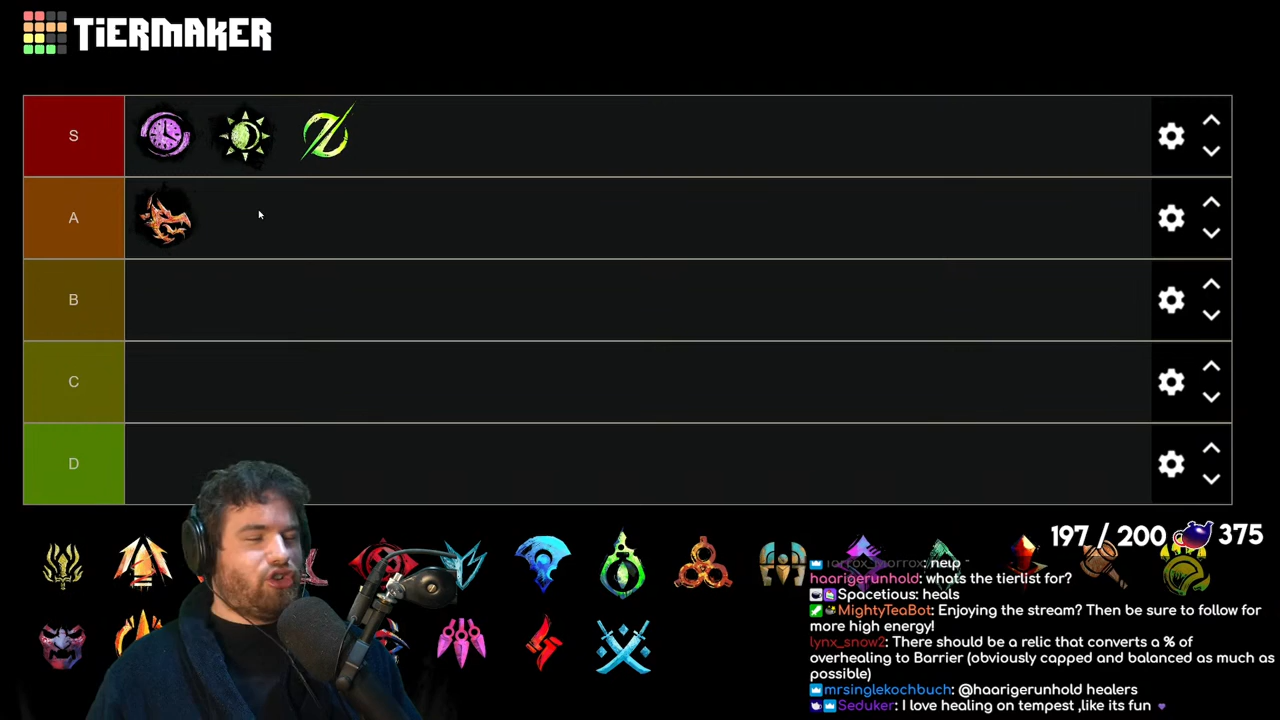 TIERMAKER
S
A
B
C
D
197 / 200 375
nep
haarigerunhold: whats the tierlist for?
Spacetious: heals
MightyTeaBot: Enjoying the stream? Then be sure to follow for
more high energy!
lynx_snow2: There should be a relic that converts a % of
overhealing to Barrier (obviously capped and balanced as much as
possible)
mrsinglekochbuch: @haarigerunhold healers
Seduker: I love healing on tempest ,like its fun